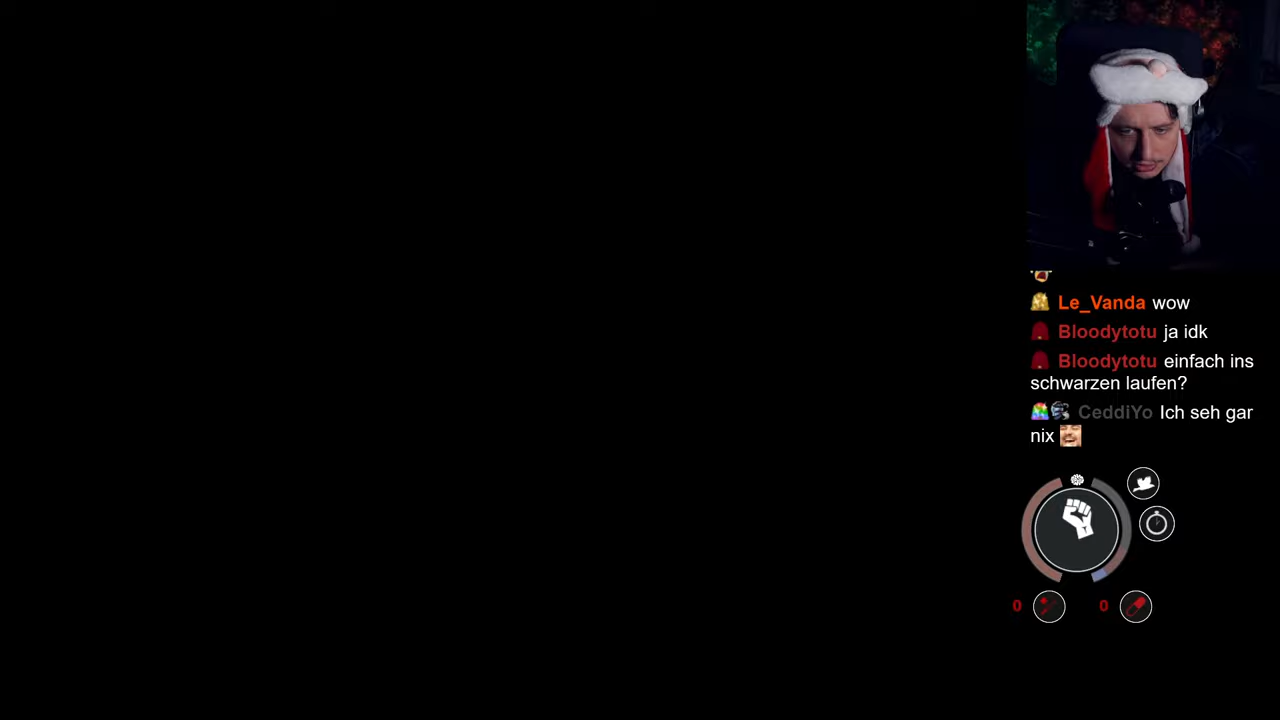 Le_Vanda wow
Bloodytotu ja idk
Bloodytotu einfach ins
schwarzen laufen?
CeddiYo Ich seh gar
nix
0 0